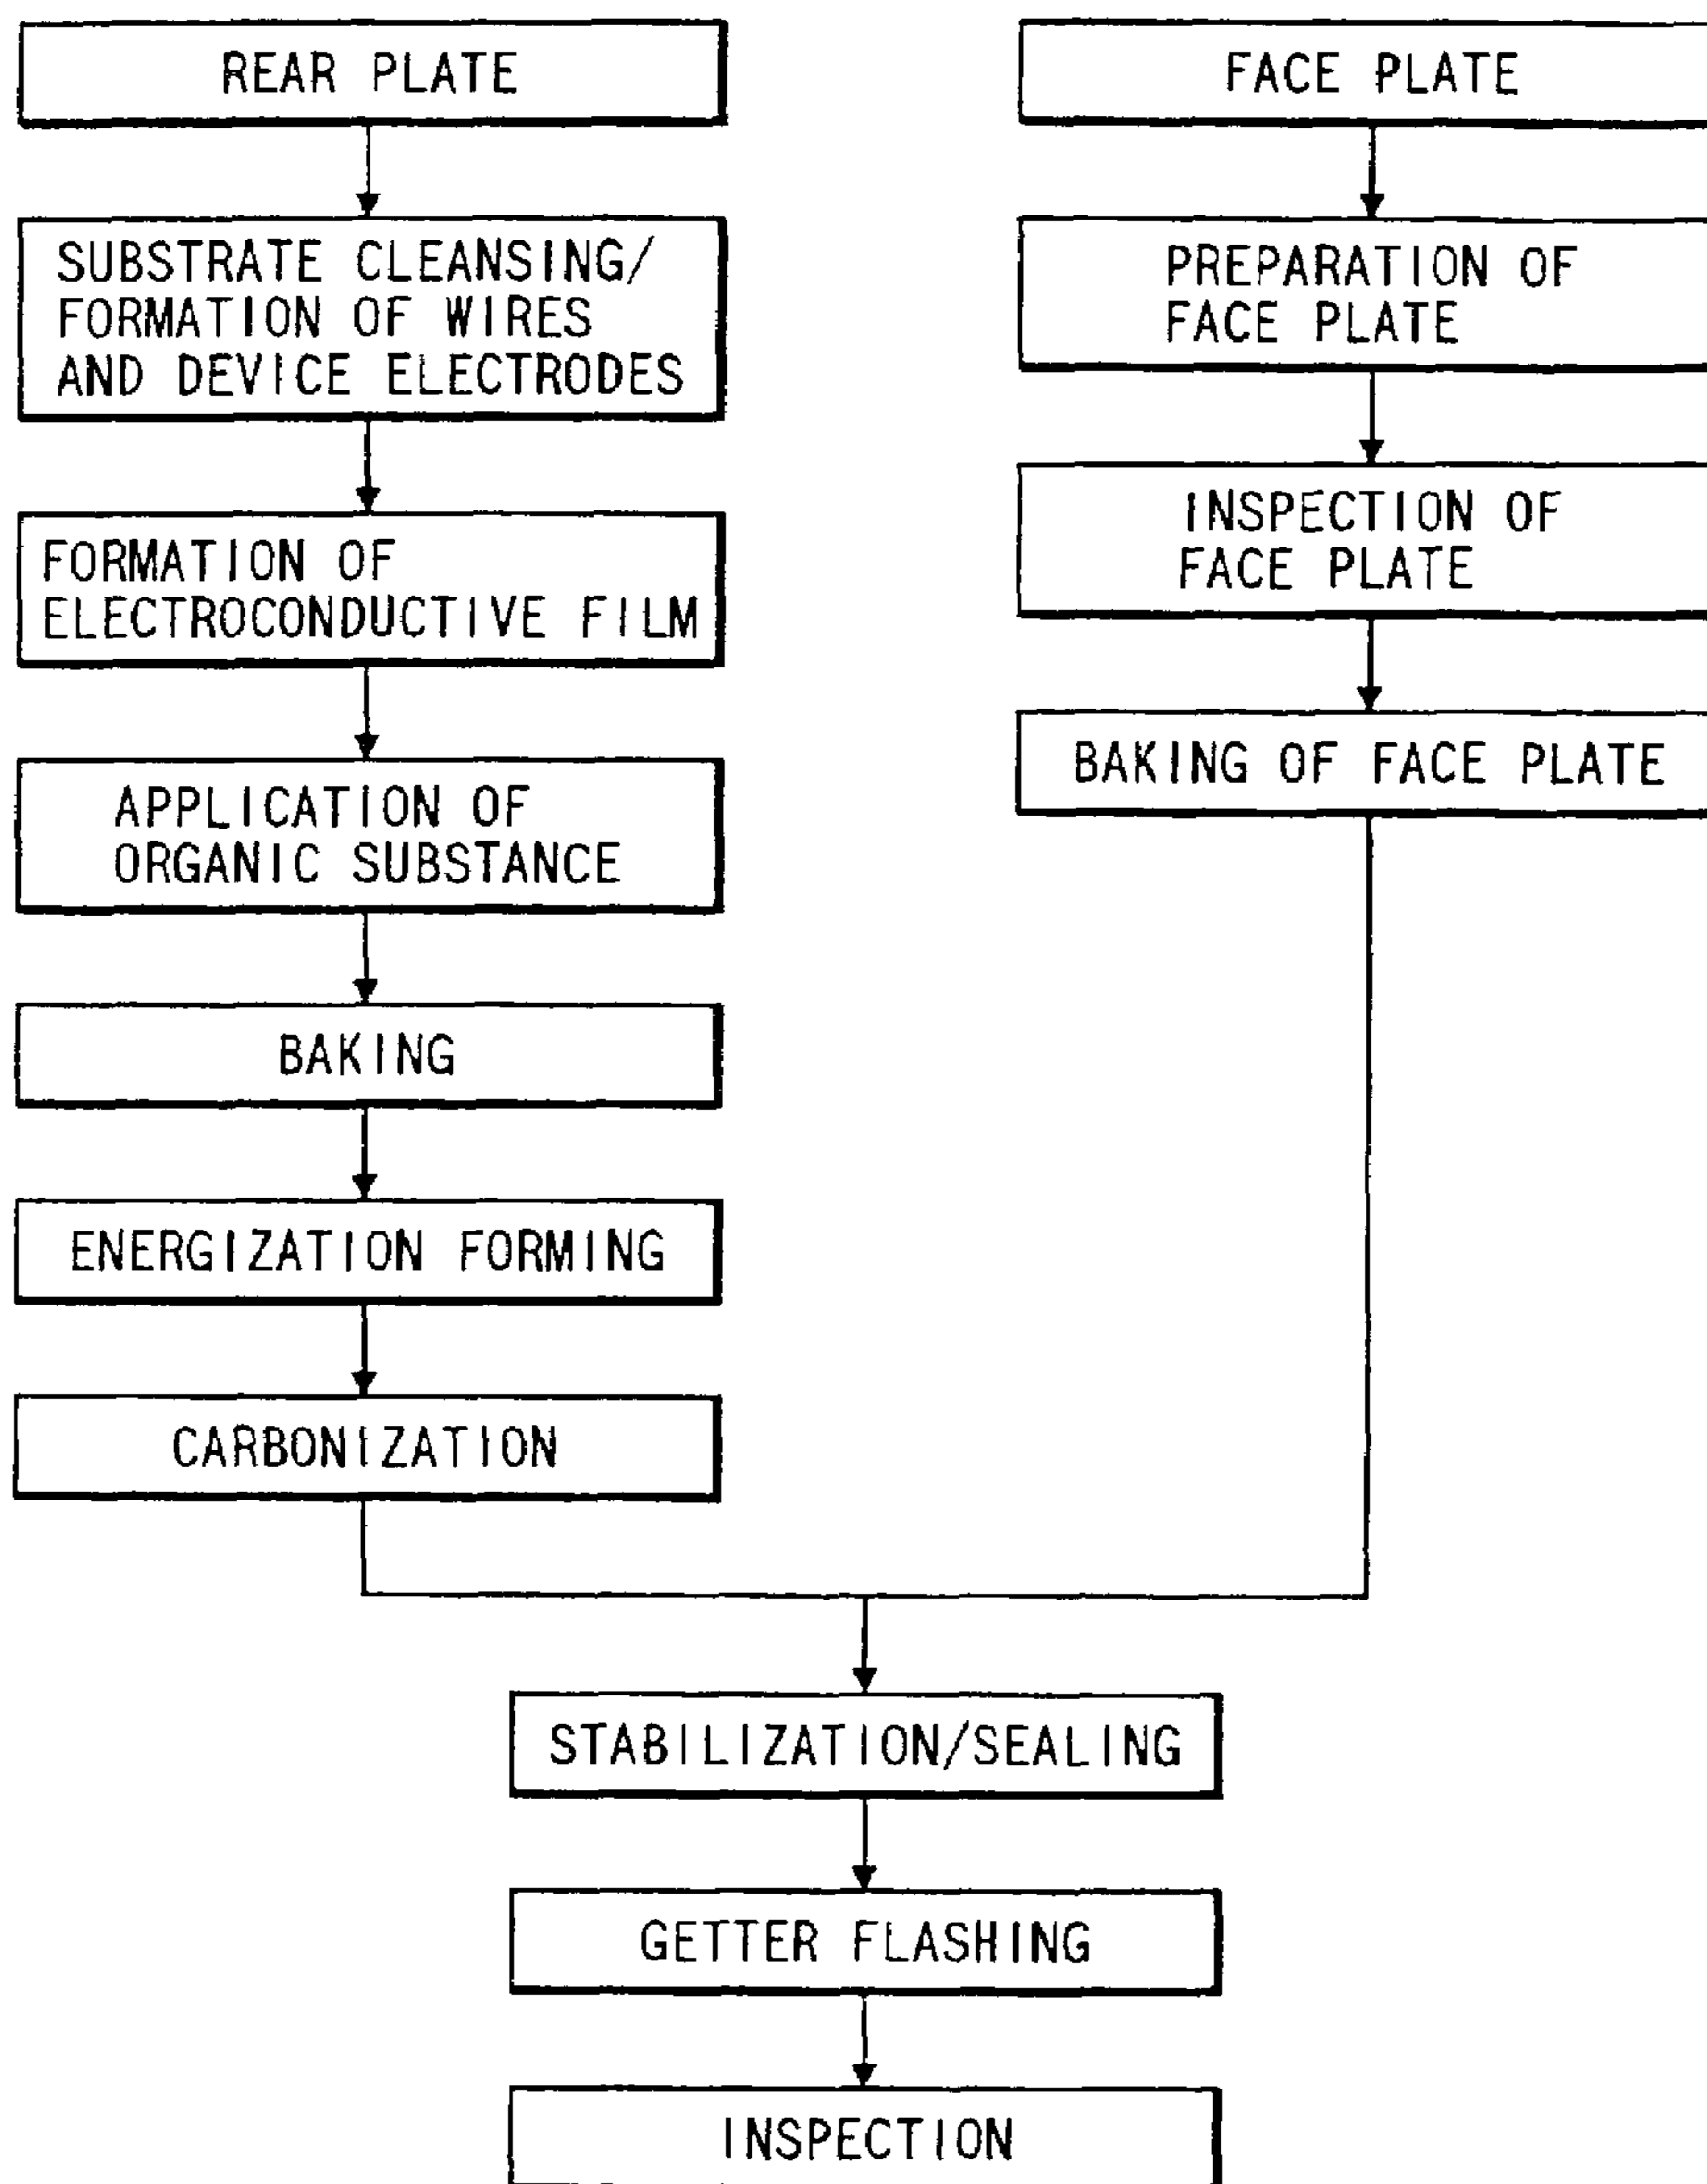 REAR PLATE
SUBSTRATE CLEANSING/
FORMATION OF WIRES
AND DEVICE ELECTRODES
FORMATION OF
ELECTROCONDUCTIVE FILM
APPLICATION OF
ORGANIC SUBSTANCE
BAKING
ENERGIZATION FORMING
CARBONIZATION
FACE PLATE
PREPARATION OF
FACE PLATE
INSPECTION OF
FACE PLATE
BAKING OF FACE PLATE
STABILIZATION/SEALING
GETTER FLASHING
INSPECTION